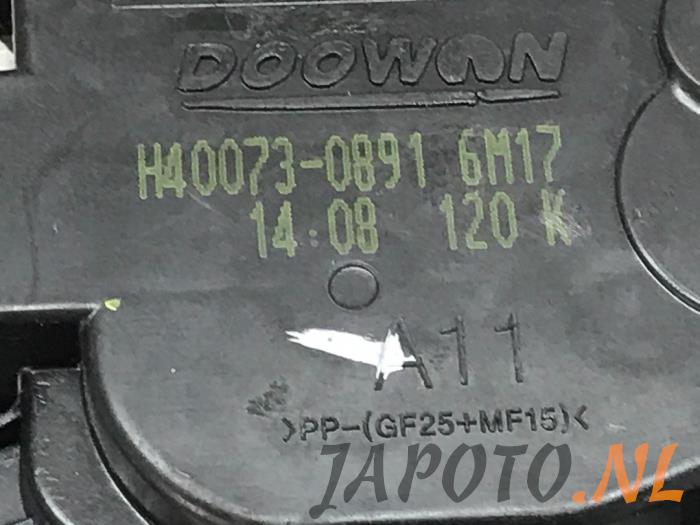 DOOWON
H40073-0891 6M17
14:08 120 K
A11
>PP-(GF25+MF15)<
JAPOTO.NL